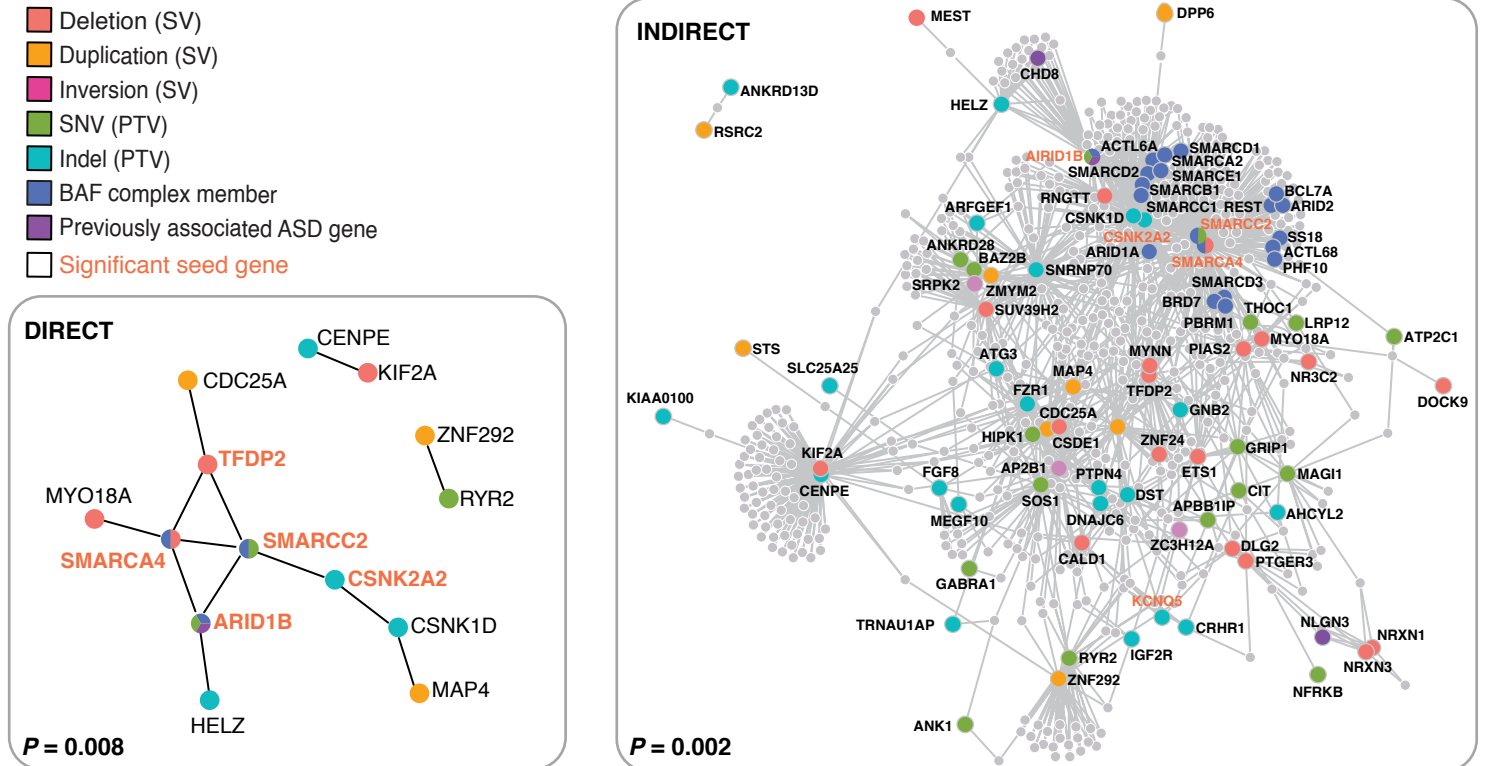 Deletion (SV)
Duplication (SV)
Inversion (SV)
SNV (PTV)
Indel (PTV)
BAF complex member
Previously associated ASD gene
Significant seed gene
DIRECT
CENPE
KIF2A
CDC25A
ZNF292
TFDP2
RYR2
MYO18A
SMARCC2
SMARCA4
CSNK2A2
ARID1B
CSNK1D
MAP4
HELZ
P = 0.008
INDIRECT
MEST
DPP6
CHD8
ANKRD13D
HELZ
RSRC2
AIRID1B
ACTL6A
SMARCD1
SMARCA2
SMARCD2
SMARCE1
SMARCB1
BCL7A
RNGTT
SMARCC1
REST
ARID2
ARFGEF1
CSNK1D
SMARCC2
CSNK2A2
SS18
ANKRD28
ARID1A
ACTL68
BAZ2B
SMARCA4
PHF10
SNRNP70
SRPK2
ZMYM2
SMARCD3
BRD7
SUV39H2
THOC1
PBRM1
LRP12
ATP2C1
MYO18A
STS
PIAS2
ATG3
MYNN
SLC25A25
MAP4
NR3C2
TFDP2
FZR1
DOCK9
KIAA0100
CDC25A
GNB2
HIPK1
CSDE1
ZNF24
GRIP1
KIF2A
AP2B1
ETS1
FGF8
PTPN4
MAGI1
CENPE
SOS1
DST
CIT
MEGF10
APBB1IP
DNAJC6
AHCYL2
ZC3H12A
DLG2
CALD1
PTGER3
GABRA1
KCNQ5
TRNAU1AP
CRHR1
NLGN3
NRXN1
IGF2R
RYR2
NRXN3
ZNF292
NFRKB
ANK1
P = 0.002